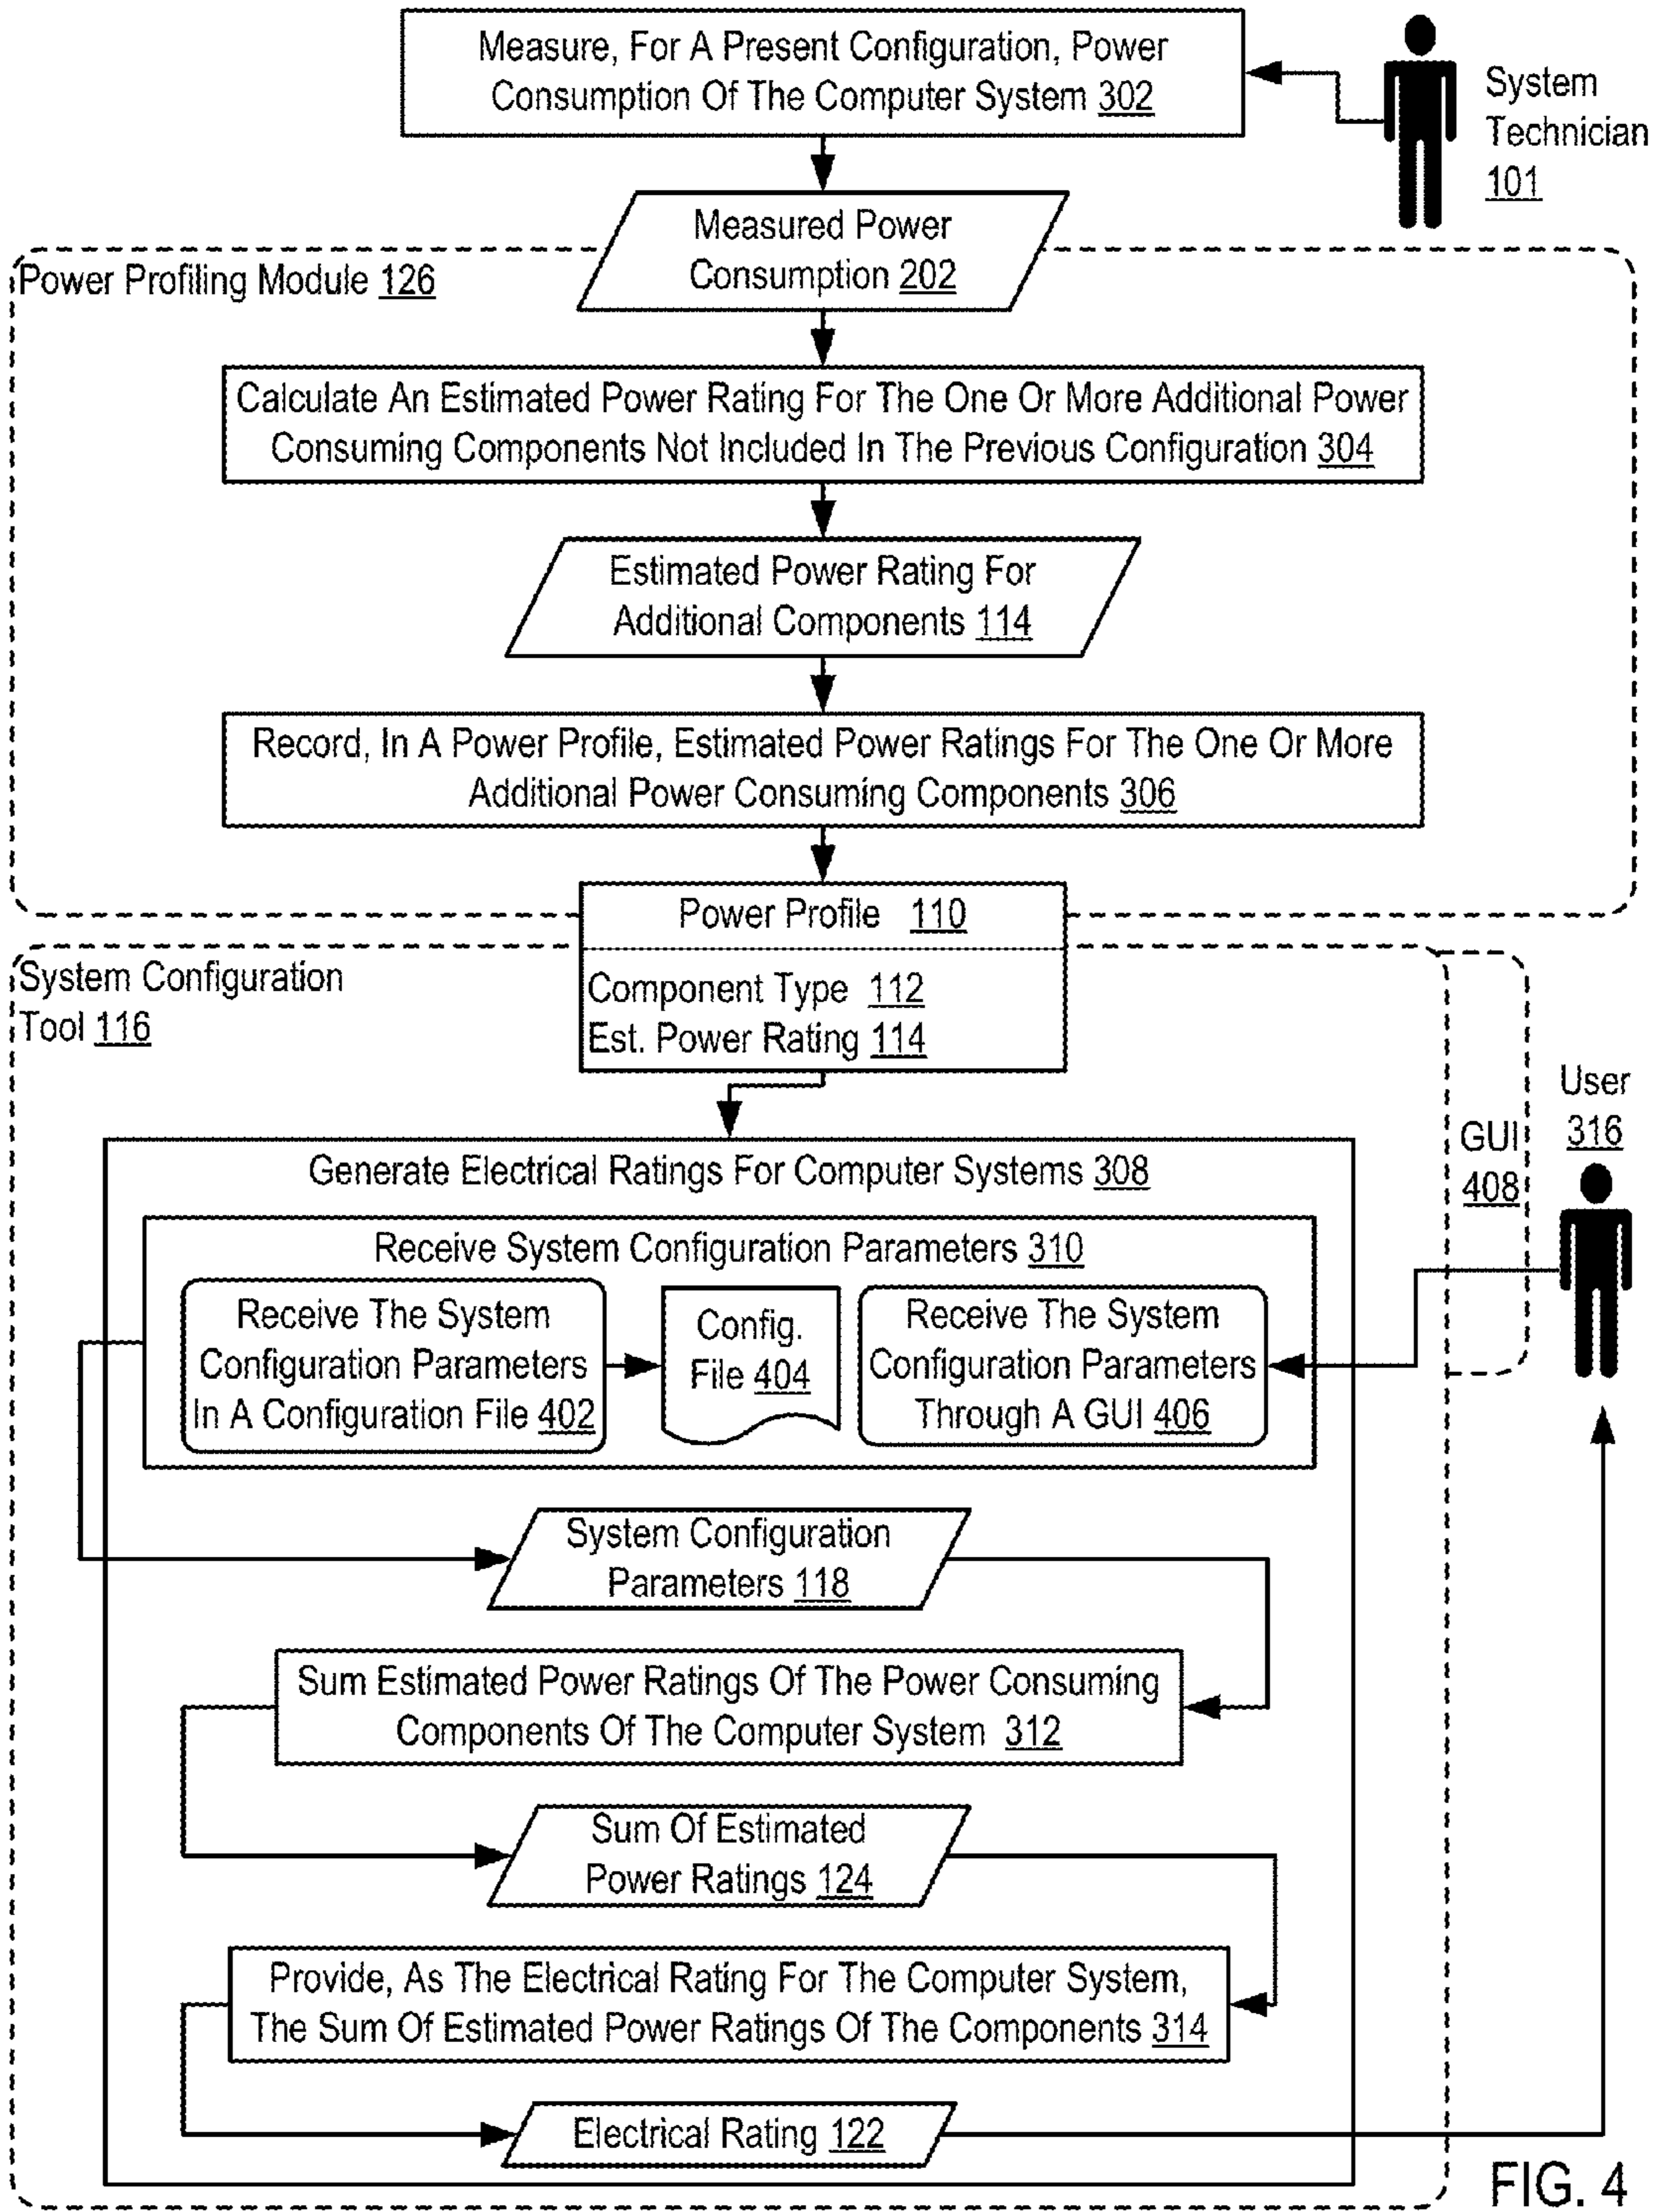 Measure, For A Present Configuration, Power
Consumption Of The Computer System 302
System
Technician
101
Measured Power
Consumption 202
Power Profiling Module 126
Calculate An Estimated Power Rating For The One Or More Additional Power
Consuming Components Not Included In The Previous Configuration 304
Estimated Power Rating For
Additional Components 114
Record, In A Power Profile, Estimated Power Ratings For The One Or More
Additional Power Consuming Components 306
Power Profile 110
Component Type 112
Est. Power Rating 114
System Configuration
Tool 116
User
316
GUI
408
Generate Electrical Ratings For Computer Systems 308
Receive System Configuration Parameters 310
Receive The System
Configuration Parameters
In A Configuration File 402
Config.
File 404
Receive The System
Configuration Parameters
Through A GUI 406
System Configuration
Parameters 118
Sum Estimated Power Ratings Of The Power Consuming
Components Of The Computer System 312
Sum Of Estimated
Power Ratings 124
Provide, As The Electrical Rating For The Computer System,
The Sum Of Estimated Power Ratings Of The Components 314
Electrical Rating 122
FIG. 4